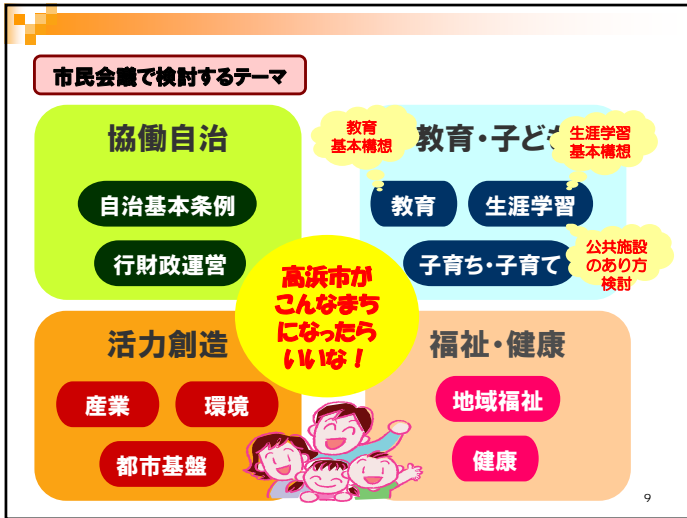 市民会議で検討するテーマ
協働自治
自治基本条例
行財政運営
教育・子ども
教育
基本構想
生涯学習
基本構想
教育
生涯学習
子育ち・子育て
公共施設
のあり方
検討
高浜市が
こんなまち
になったら
いいな！
活力創造
産業
環境
都市基盤
福祉・健康
地域福祉
健康
9